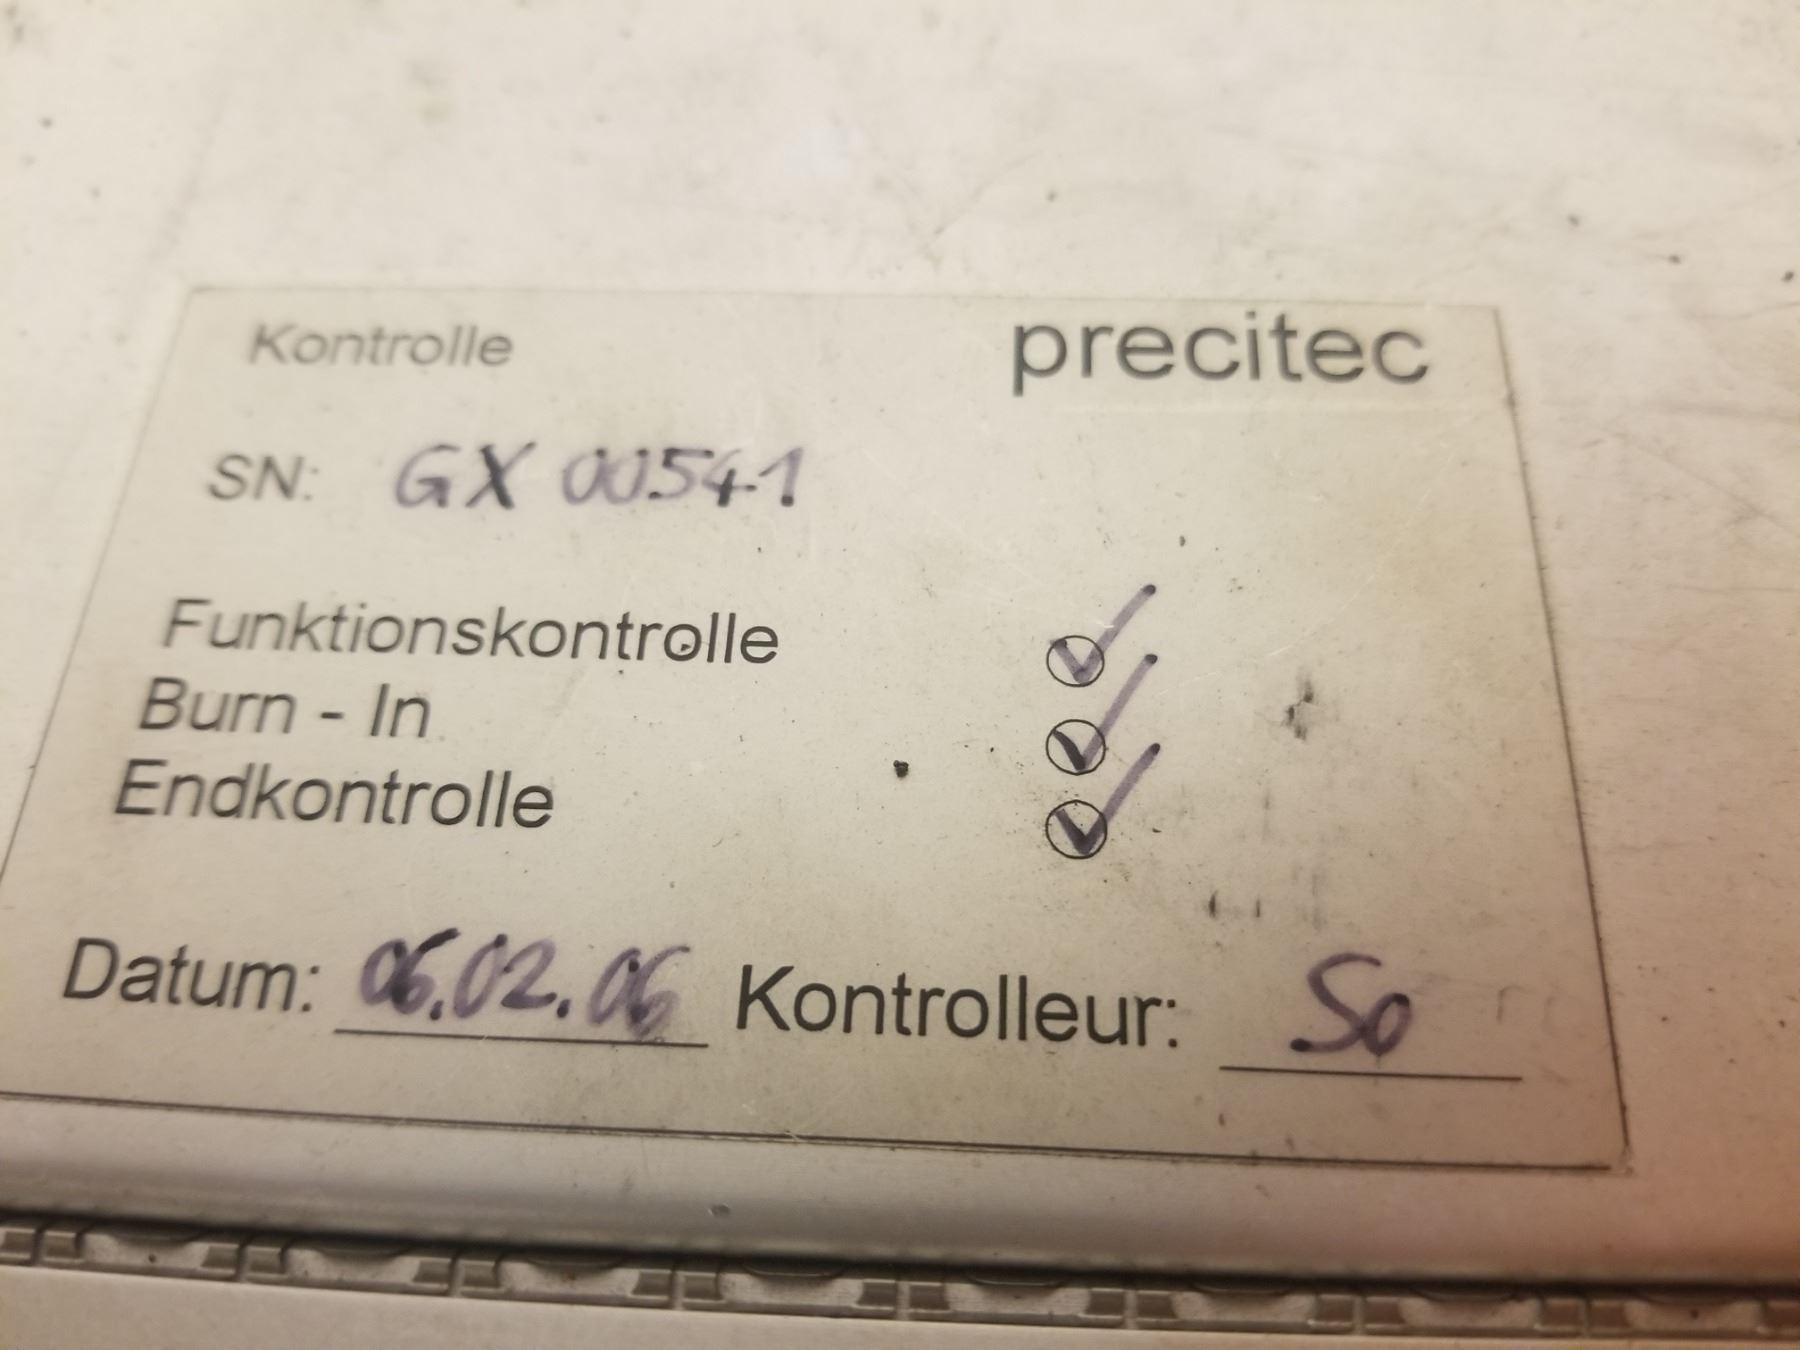 Kontrolle precitec
SN: GX 00541
Funktionskontrolle ✓
Burn - In ✓
Endkontrolle ✓
Datum: 06.02.06 Kontrolleur: So